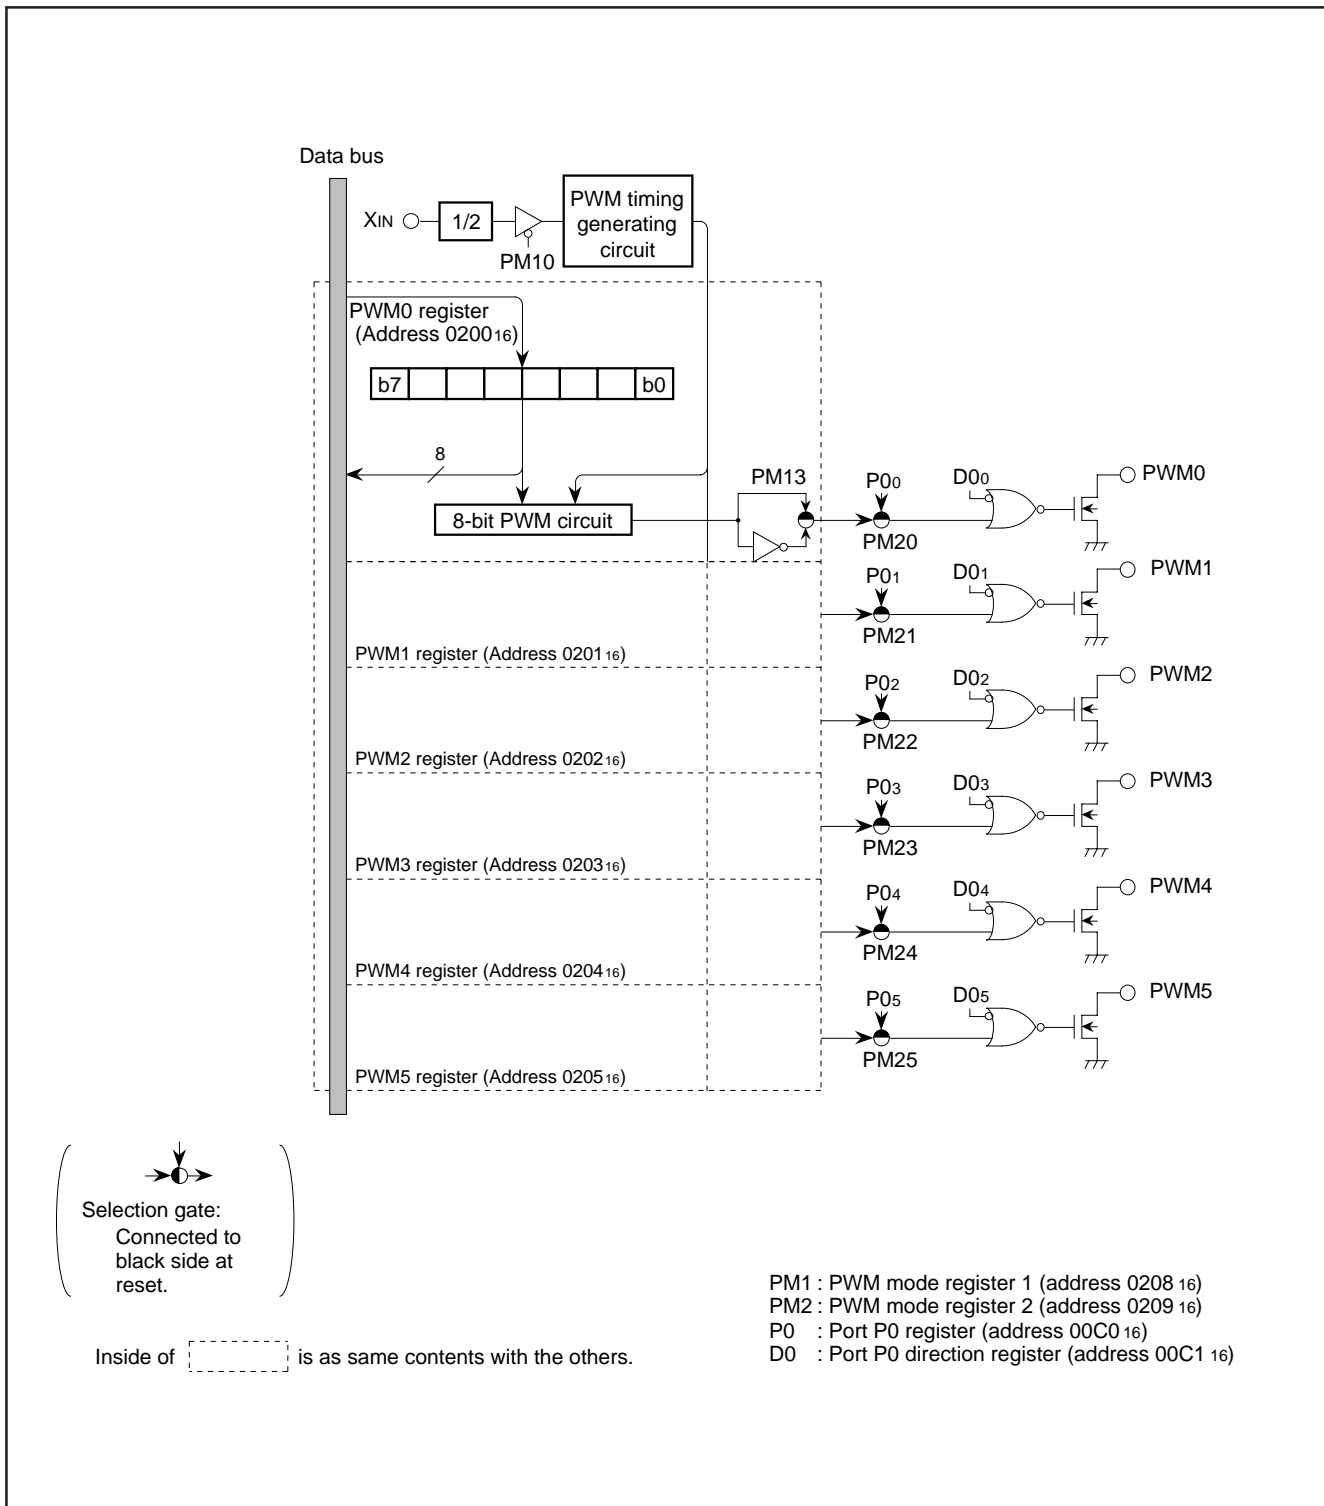 Data bus
XIN
1/2
PM10
PWM timing
generating
circuit
PWM0 register
(Address 020016)
b7
b0
8
8-bit PWM circuit
PM13
P00
PM20
D00
PWM0
P01
PM21
D01
PWM1
PWM1 register (Address 020116)
P02
PM22
D02
PWM2
PWM2 register (Address 020216)
P03
PM23
D03
PWM3
PWM3 register (Address 020316)
P04
PM24
D04
PWM4
PWM4 register (Address 020416)
P05
PM25
D05
PWM5
PWM5 register (Address 020516)
Selection gate:
Connected to
black side at
reset.
Inside of is as same contents with the others.
PM1 : PWM mode register 1 (address 020816)
PM2 : PWM mode register 2 (address 020916)
P0 : Port P0 register (address 00C016)
D0 : Port P0 direction register (address 00C116)